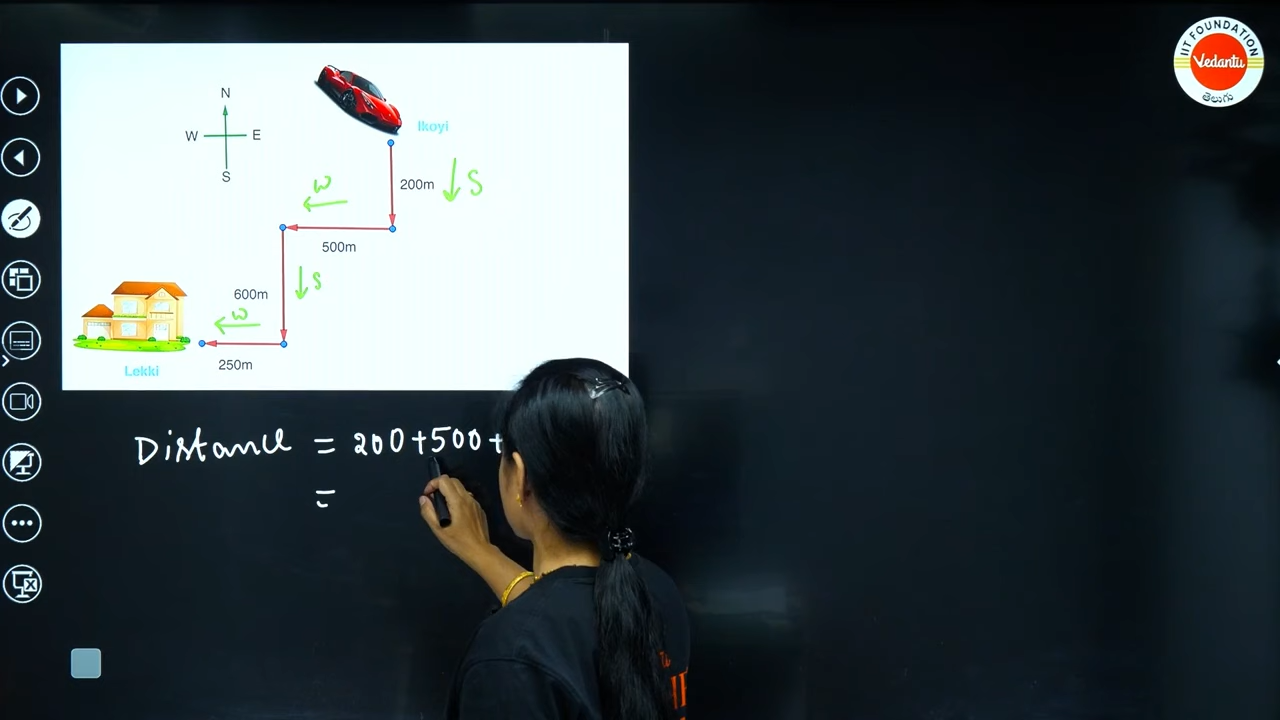 IIT FOUNDATION
Vedantu
తెలుగు
N
W E
S
Ikoyi
200m ↓ S
W ←
500m
600m ↓ S
W ←
250m
Lekki
Distance = 200+500+
=